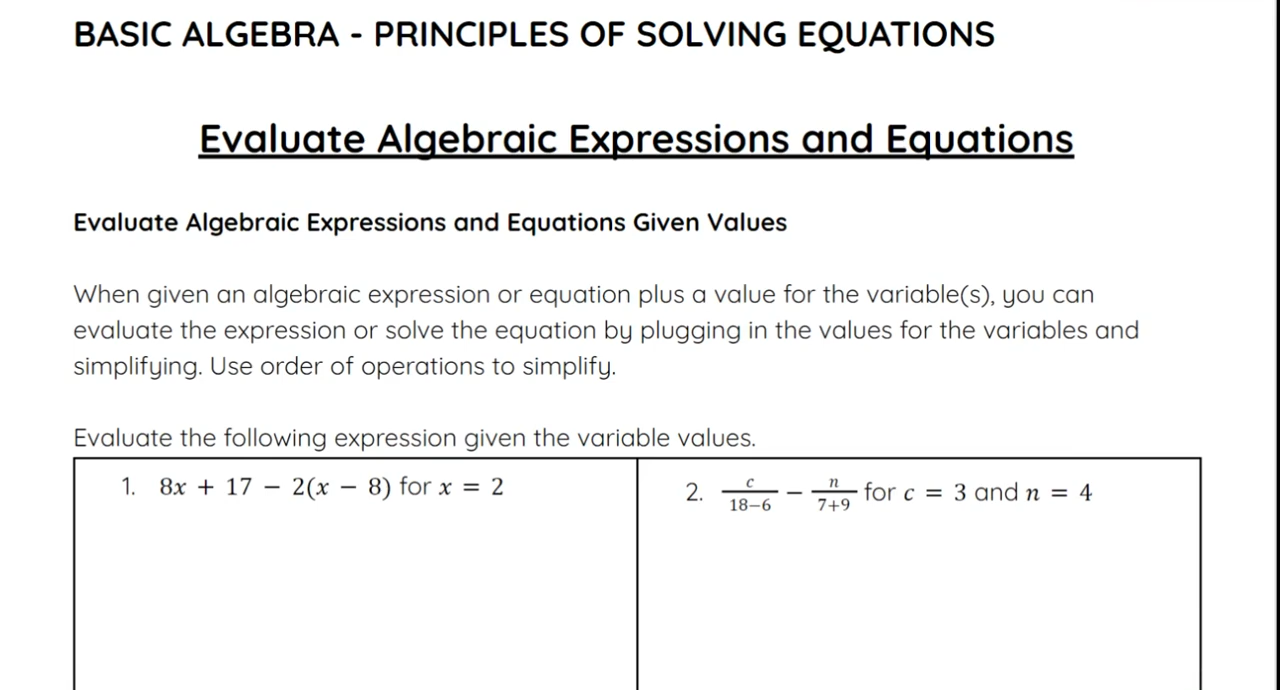 BASIC ALGEBRA - PRINCIPLES OF SOLVING EQUATIONS
Evaluate Algebraic Expressions and Equations
Evaluate Algebraic Expressions and Equations Given Values
When given an algebraic expression or equation plus a value for the variable(s), you can
evaluate the expression or solve the equation by plugging in the values for the variables and
simplifying. Use order of operations to simplify.
Evaluate the following expression given the variable values.
1. 8x + 17 − 2(x − 8) for x = 2
2. c/18−6 − n/7+9 for c = 3 and n = 4